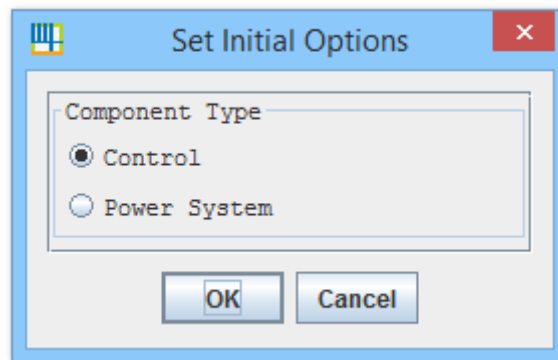 Set Initial Options
Component Type
Control
Power System
OK
Cancel